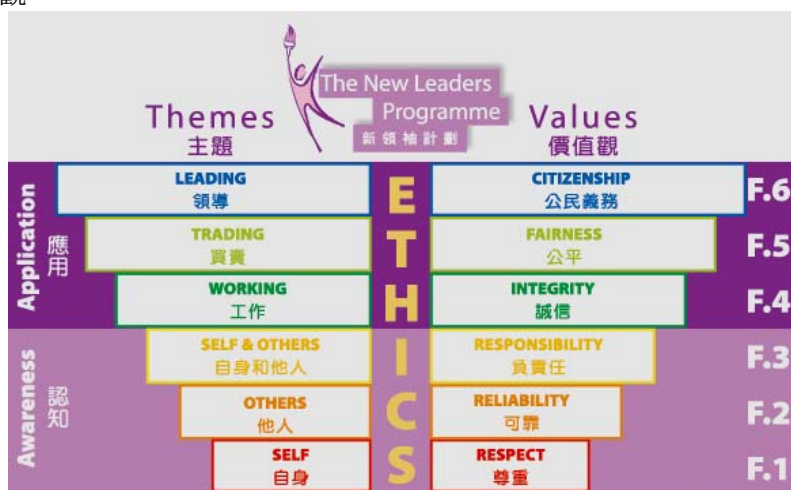 觀
The New Leaders
Programme
新領袖計劃
Themes
主題
Values
價值觀
Application
應用
LEADING
領導
E
CITIZENSHIP
公民義務
F.6
TRADING
買賣
T
FAIRNESS
公平
F.5
WORKING
工作
H
INTEGRITY
誠信
F.4
Awareness
認知
SELF & OTHERS
自身和他人
I
RESPONSIBILITY
負責任
F.3
OTHERS
他人
C
RELIABILITY
可靠
F.2
SELF
自身
S
RESPECT
尊重
F.1